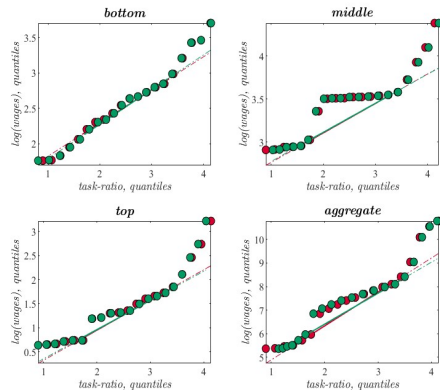 bottom
middle
3.5
3
2.5
2
log(wages), quantiles
1
2
3
4
task-ratio, quantiles
4
3.5
3
log(wages), quantiles
1
2
3
4
task-ratio, quantiles
top
aggregate
3
2.5
2
1.5
1
0.5
log(wages), quantiles
1
2
3
4
task-ratio, quantiles
10
9
8
7
6
5
log(wages), quantiles
1
2
3
4
task-ratio, quantiles